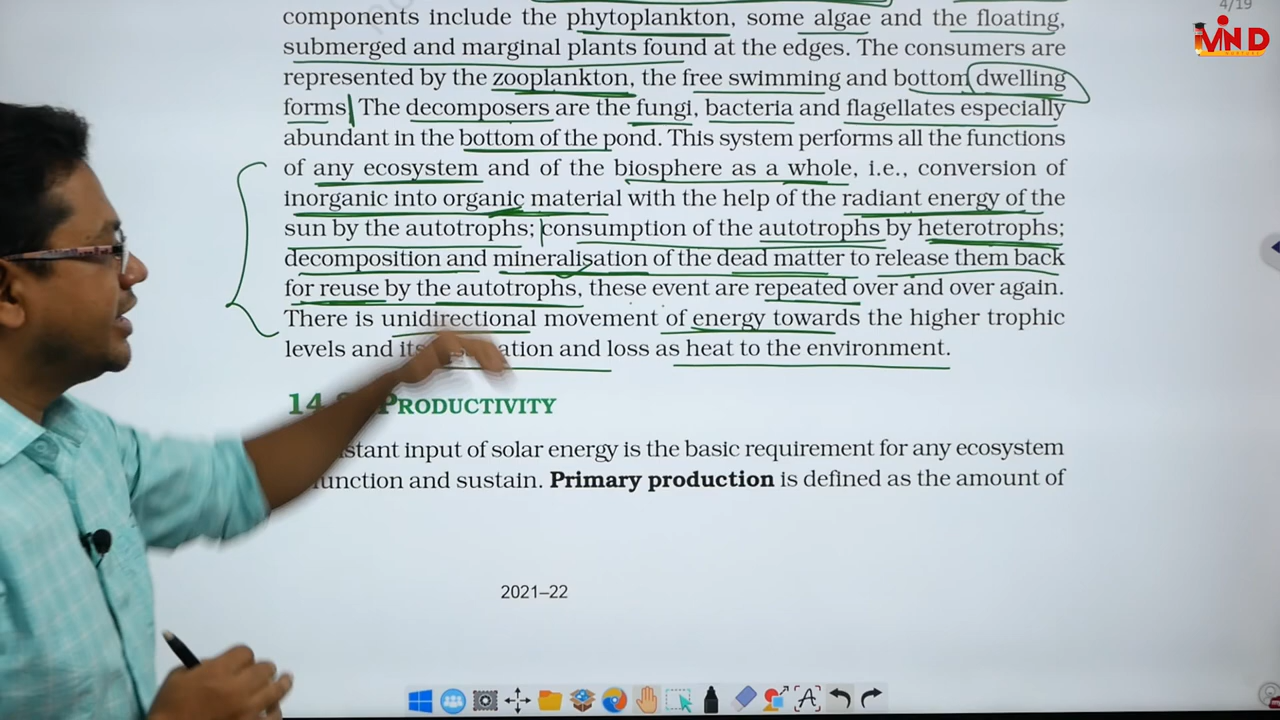 4/19
MIND
components include the phytoplankton, some algae and the floating,
submerged and marginal plants found at the edges. The consumers are
represented by the zooplankton, the free swimming and bottom dwelling
forms. The decomposers are the fungi, bacteria and flagellates especially
abundant in the bottom of the pond. This system performs all the functions
of any ecosystem and of the biosphere as a whole, i.e., conversion of
inorganic into organic material with the help of the radiant energy of the
sun by the autotrophs; consumption of the autotrophs by heterotrophs;
decomposition and mineralisation of the dead matter to release them back
for reuse by the autotrophs, these event are repeated over and over again.
There is unidirectional movement of energy towards the higher trophic
levels and its and loss as heat to the environment.
14. PRODUCTIVITY
input of solar energy is the basic requirement for any ecosystem
function and sustain. Primary production is defined as the amount of
2021–22